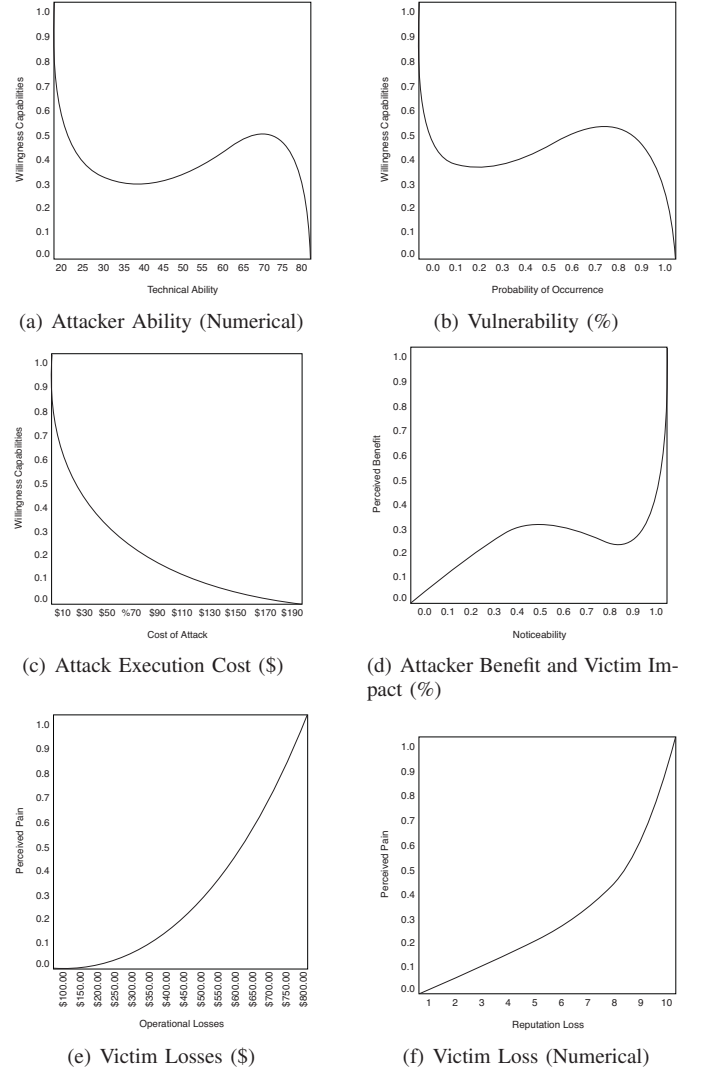 1.0
0.9
0.8
0.7
0.6
0.5
0.4
0.3
0.2
0.1
0.0
Willingness Capabilities
20 25 30 35 40 45 50 55 60 65 70 75 80
Technical Ability
(a) Attacker Ability (Numerical)
1.0
0.9
0.8
0.7
0.6
0.5
0.4
0.3
0.2
0.1
0.0
Willingness Capabilities
0.0 0.1 0.2 0.3 0.4 0.5 0.6 0.7 0.8 0.9 1.0
Probability of Occurrence
(b) Vulnerability (%)
1.0
0.9
0.8
0.7
0.6
0.5
0.4
0.3
0.2
0.1
0.0
Willingness Capabilities
$10 $30 $50 %70 $90 $110 $130 $150 $170 $190
Cost of Attack
(c) Attack Execution Cost ($)
1.0
0.9
0.8
0.7
0.6
0.5
0.4
0.3
0.2
0.1
0.0
Perceived Benefit
0.0 0.1 0.2 0.3 0.4 0.5 0.6 0.7 0.8 0.9 1.0
Noticeability
(d) Attacker Benefit and Victim Im-
pact (%)
1.0
0.9
0.8
0.7
0.6
0.5
0.4
0.3
0.2
0.1
0.0
Perceived Pain
$100.00 $150.00 $200.00 $250.00 $300.00 $350.00 $400.00 $450.00 $500.00 $550.00 $600.00 $650.00 $700.00 $750.00 $800.00
Operational Losses
(e) Victim Losses ($)
1.0
0.9
0.8
0.7
0.6
0.5
0.4
0.3
0.2
0.1
0.0
Perceived Pain
1 2 3 4 5 6 7 8 9 10
Reputation Loss
(f) Victim Loss (Numerical)